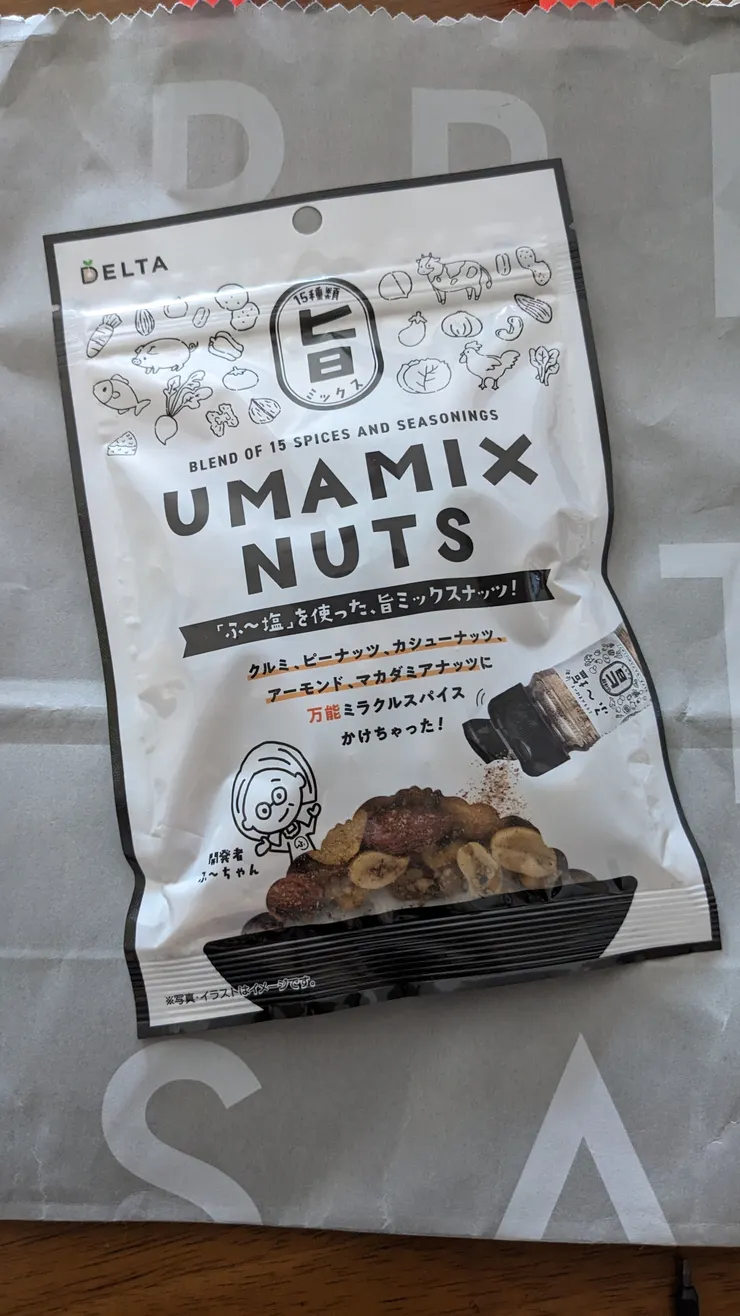 P P
DELTA
15種類
旨
ミックス
BLEND OF 15 SPICES AND SEASONINGS
UMAMIX
NUTS
「ふ〜塩」を使った、旨ミックスナッツ!
クルミ、ピーナッツ、カシューナッツ、
アーモンド、マカダミアナッツに
万能ミラクルスパイス
かけちゃった!
旨
ふ〜塩
ふ
開発者
ふ〜ちゃん
※写真・イラストはイメージです。
T
S A